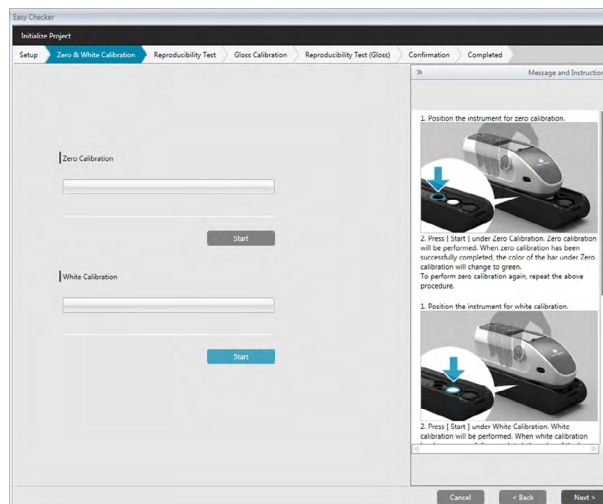 Easy Checker
Initialize Project
Setup Zero & White Calibration Reproducibility Test Gloss Calibration Reproducibility Test (Gloss) Confirmation Completed
» Message and Instruction
Zero Calibration
Start
White Calibration
Start
1. Position the instrument for zero calibration.
2. Press [ Start ] under Zero Calibration. Zero calibration
will be performed. When zero calibration has been
successfully completed, the color of the bar under Zero
calibration will change to green.
To perform zero calibration again, repeat the above
procedure.
1. Position the instrument for white calibration.
2. Press [ Start ] under White Calibration. White
calibration will be performed. When white calibration
Cancel < Back Next >